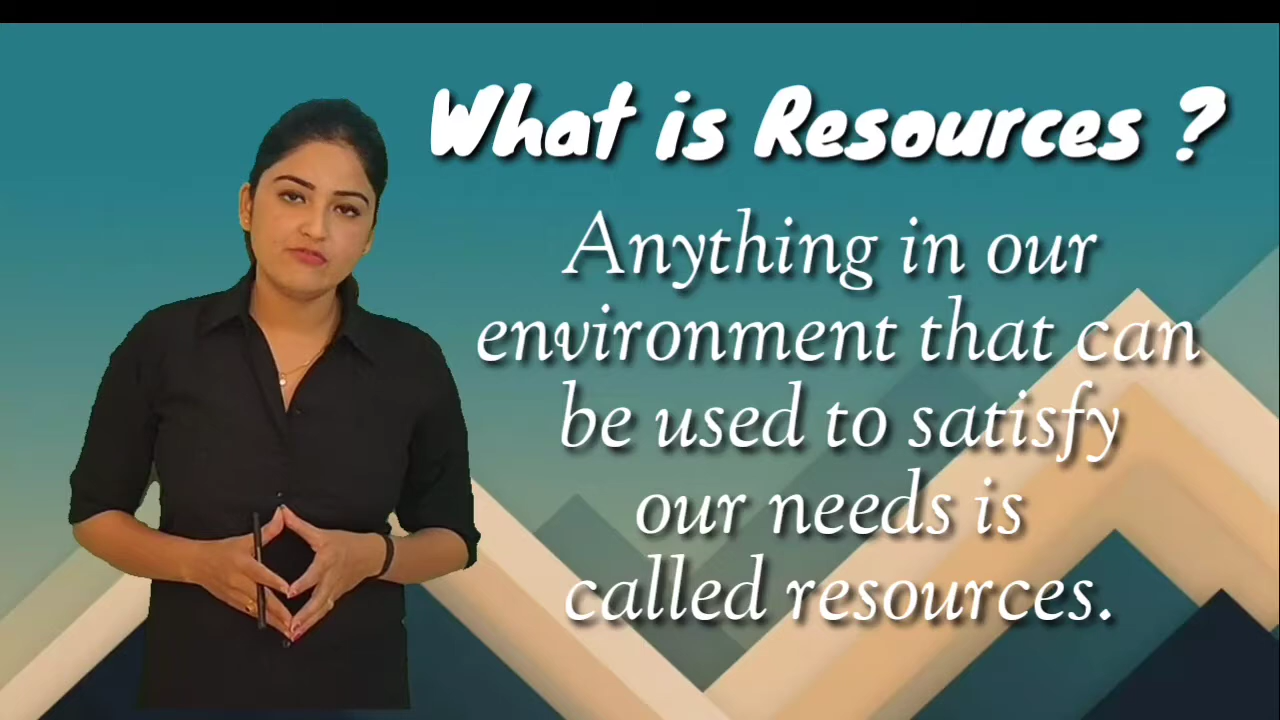 What is Resources ?
Anything in our
environment that can
be used to satisfy
our needs is
called resources.